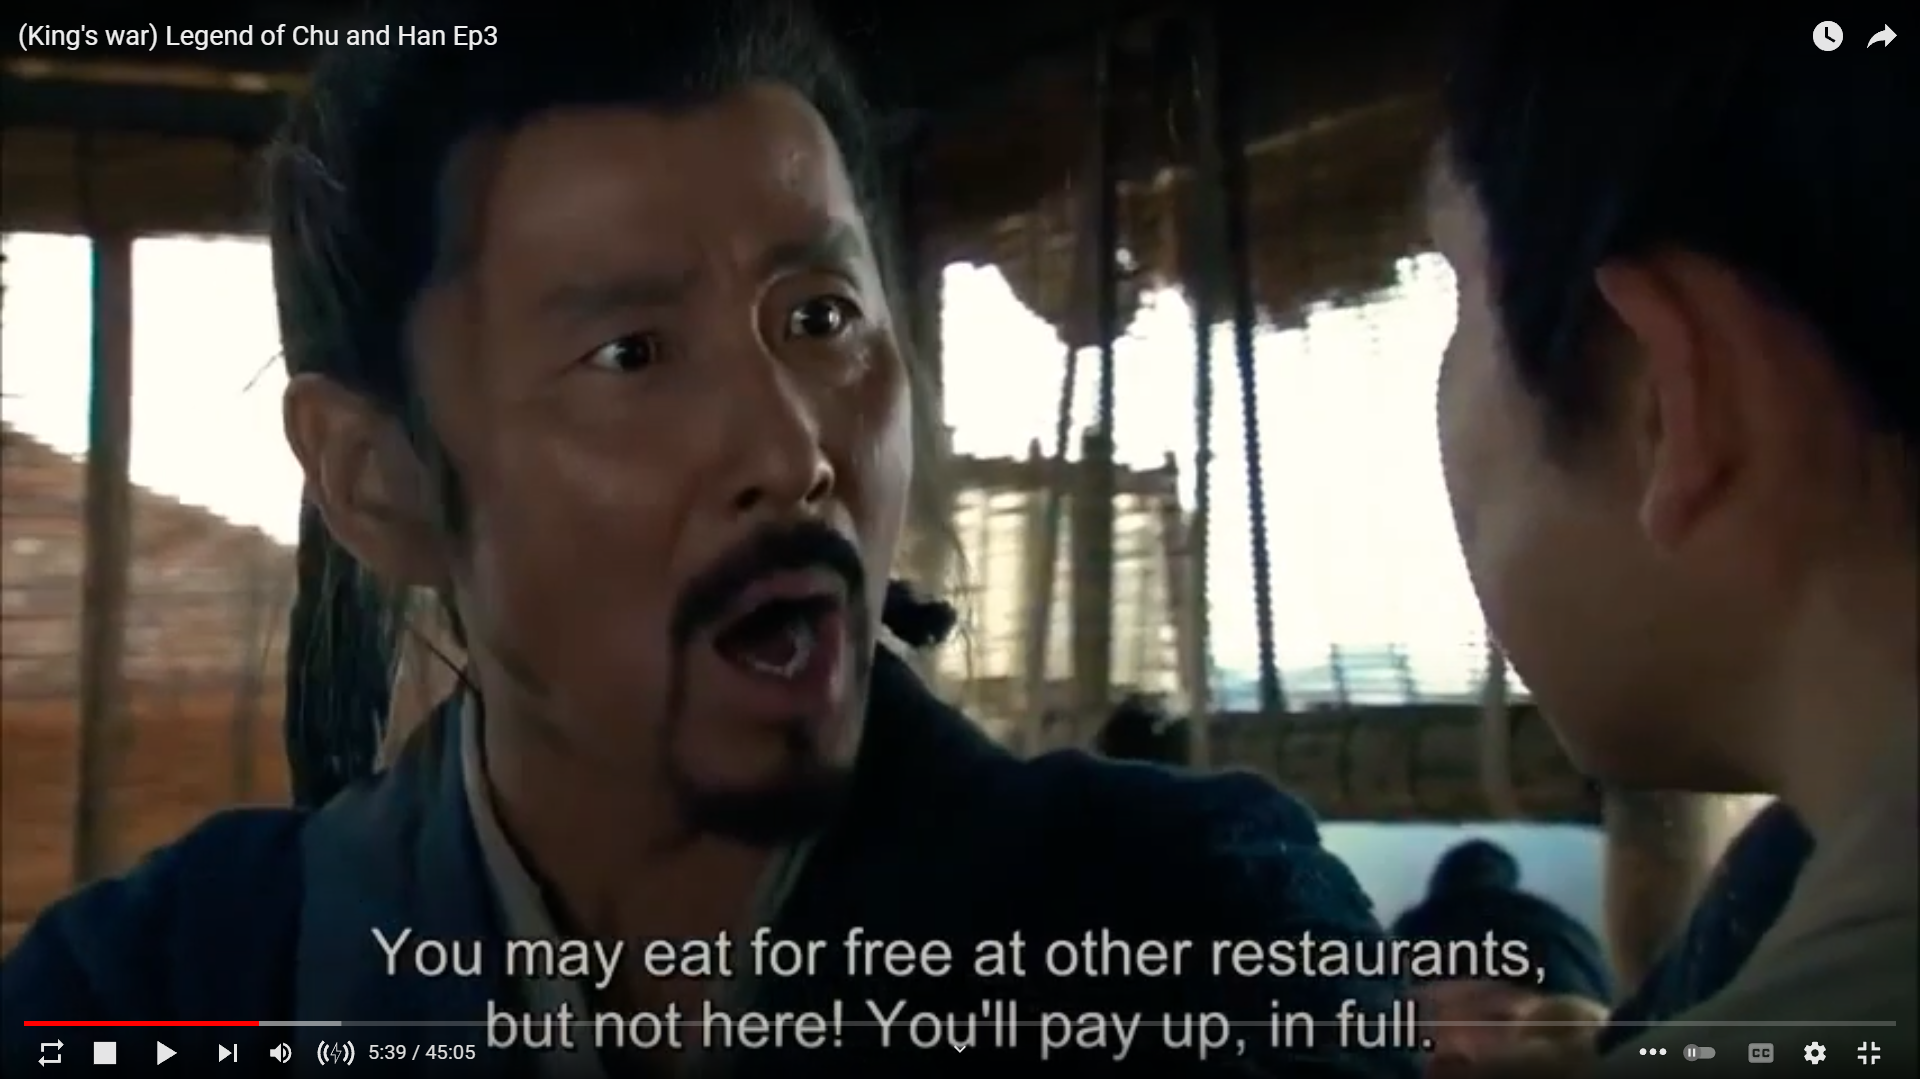 (King's war) Legend of Chu and Han Ep3
You may eat for free at other restaurants,
but not here! You'll pay up, in full.
5:39 / 45:05
CC